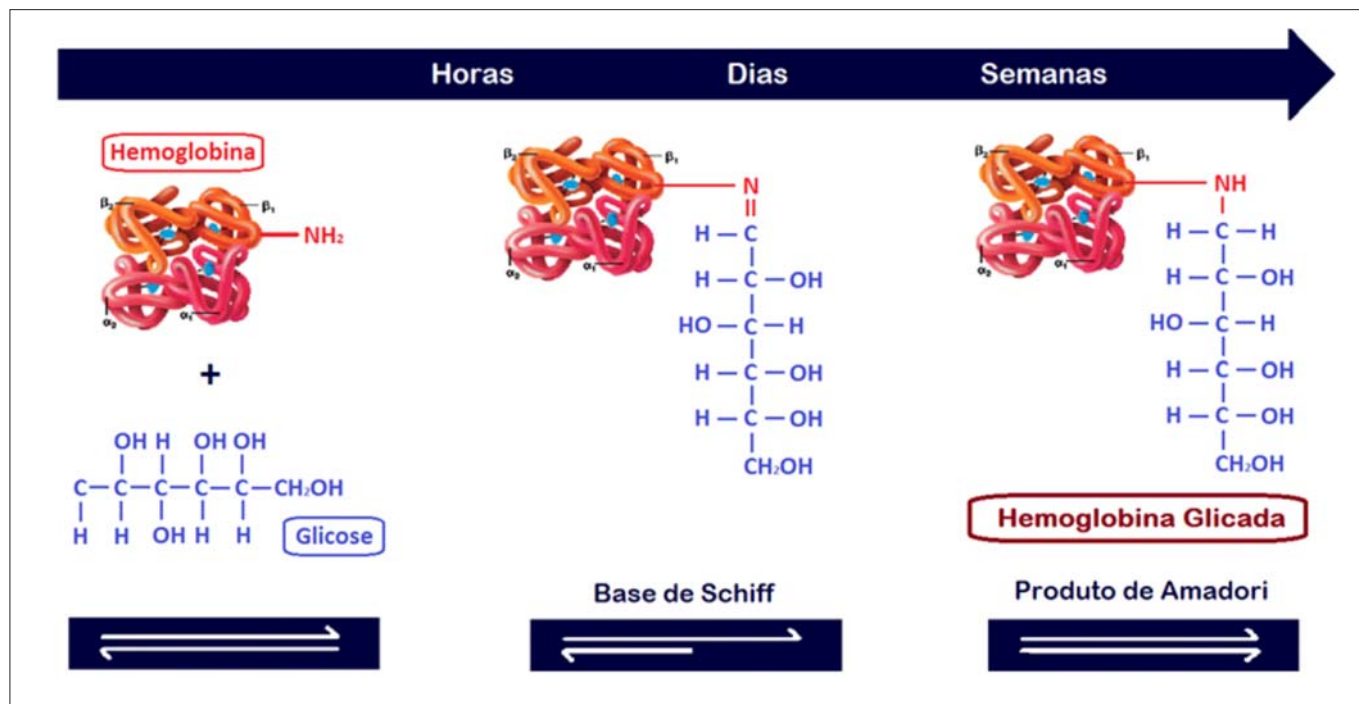 Horas Dias Semanas
Hemoglobina
β₂ β₁
NH₂
α₂ α₁
+
OH H OH OH
C—C—C—C—C—CH₂OH
H H OH H H
Glicose
β₂ β₁
N
α₂ α₁
H—C
H—C—OH
HO—C—H
H—C—OH
H—C—OH
CH₂OH
Base de Schiff
β₂ β₁
NH
α₂ α₁
H—C—H
H—C—OH
HO—C—H
H—C—OH
H—C—OH
CH₂OH
Hemoglobina Glicada
Produto de Amadori